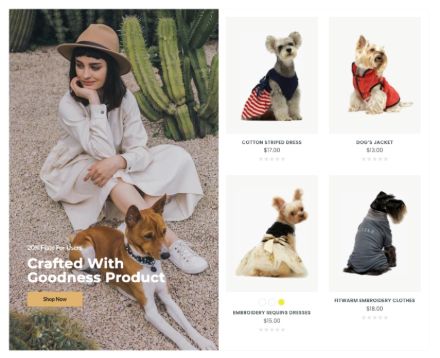 20% Flats For Users
Crafted With
Goodness Product
Shop Now
COTTON STRIPED DRESS
$17.00
DOG'S JACKET
$13.00
EMBROIDERY SEQUINS DRESSES
$15.00
FITWARM EMBROIDERY CLOTHES
$18.00